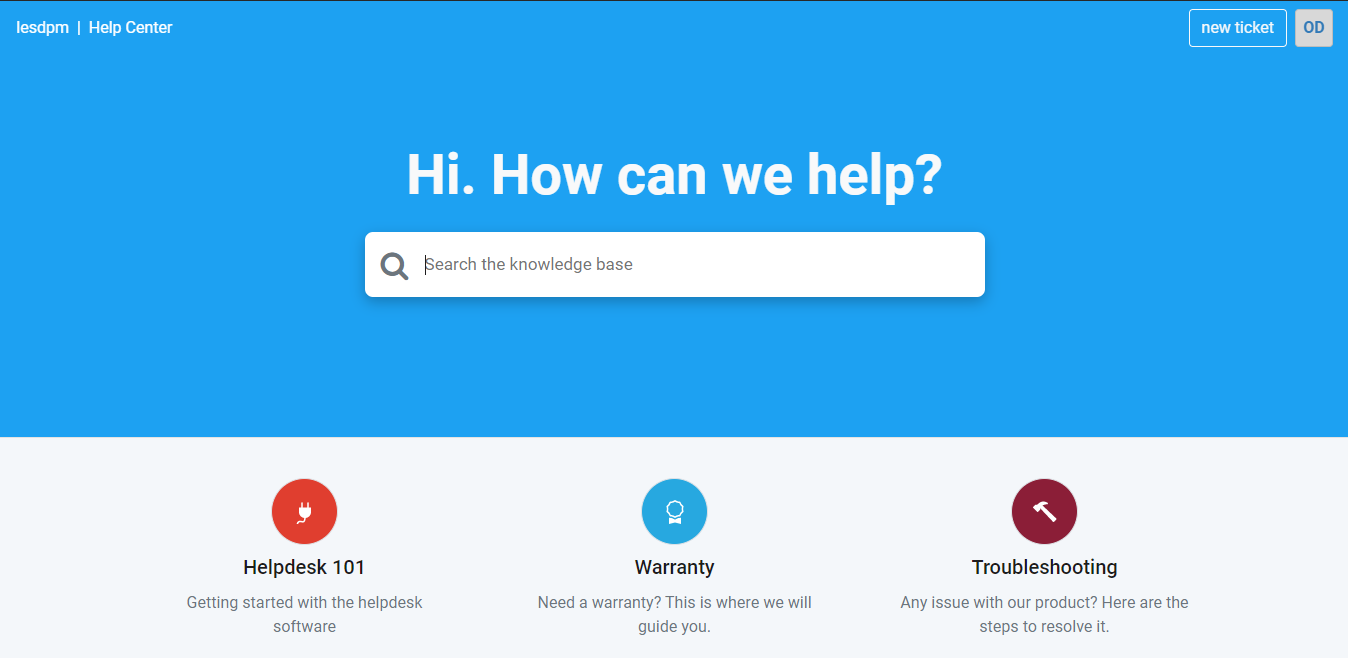 lesdpm | Help Center
new ticket
OD
Hi. How can we help?
Search the knowledge base
Helpdesk 101
Getting started with the helpdesk
software
Warranty
Need a warranty? This is where we will
guide you.
Troubleshooting
Any issue with our product? Here are the
steps to resolve it.